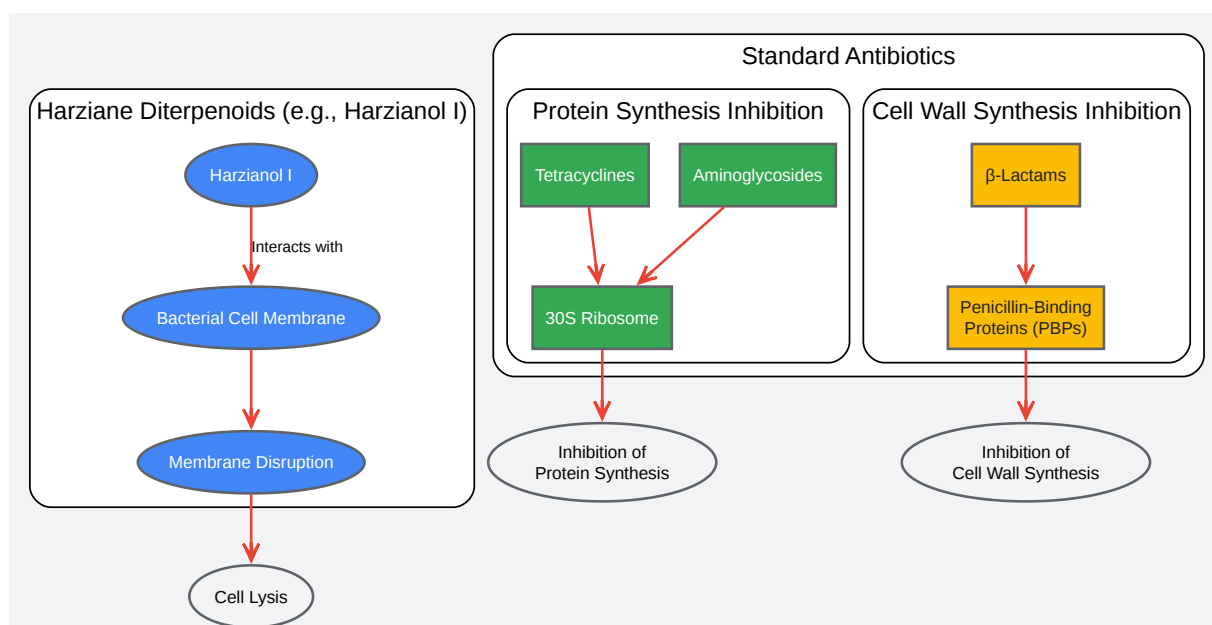 Standard Antibiotics
Harziane Diterpenoids (e.g., Harzianol I)
Protein Synthesis Inhibition
Cell Wall Synthesis Inhibition
Harzianol I
Tetracyclines
Aminoglycosides
β-Lactams
Interacts with
Bacterial Cell Membrane
30S Ribosome
Penicillin-Binding
Proteins (PBPs)
Membrane Disruption
Inhibition of
Protein Synthesis
Inhibition of
Cell Wall Synthesis
Cell Lysis